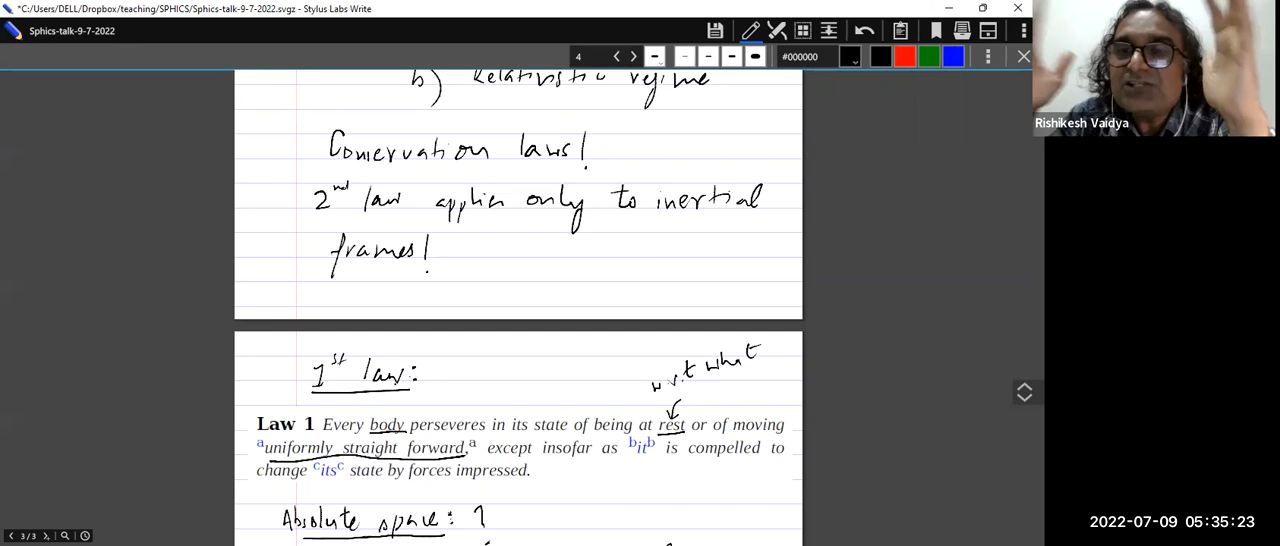 *C:/Users/DELL/Dropbox/teaching/SPHICS/Sphics-talk-9-7-2022.svgz - Stylus Labs Write
Sphics-talk-9-7-2022
4
#000000
Rishikesh Vaidya
b) Relativistic regime
Conservation laws!
2nd law applies only to inertial
frames!
1st law:
w.r.t what
Law 1 Every body perseveres in its state of being at rest or of moving
a uniformly straight forward,a except insofar as b it b is compelled to
change c its c state by forces impressed.
Absolute space:
3/3
2022-07-09 05:35:23